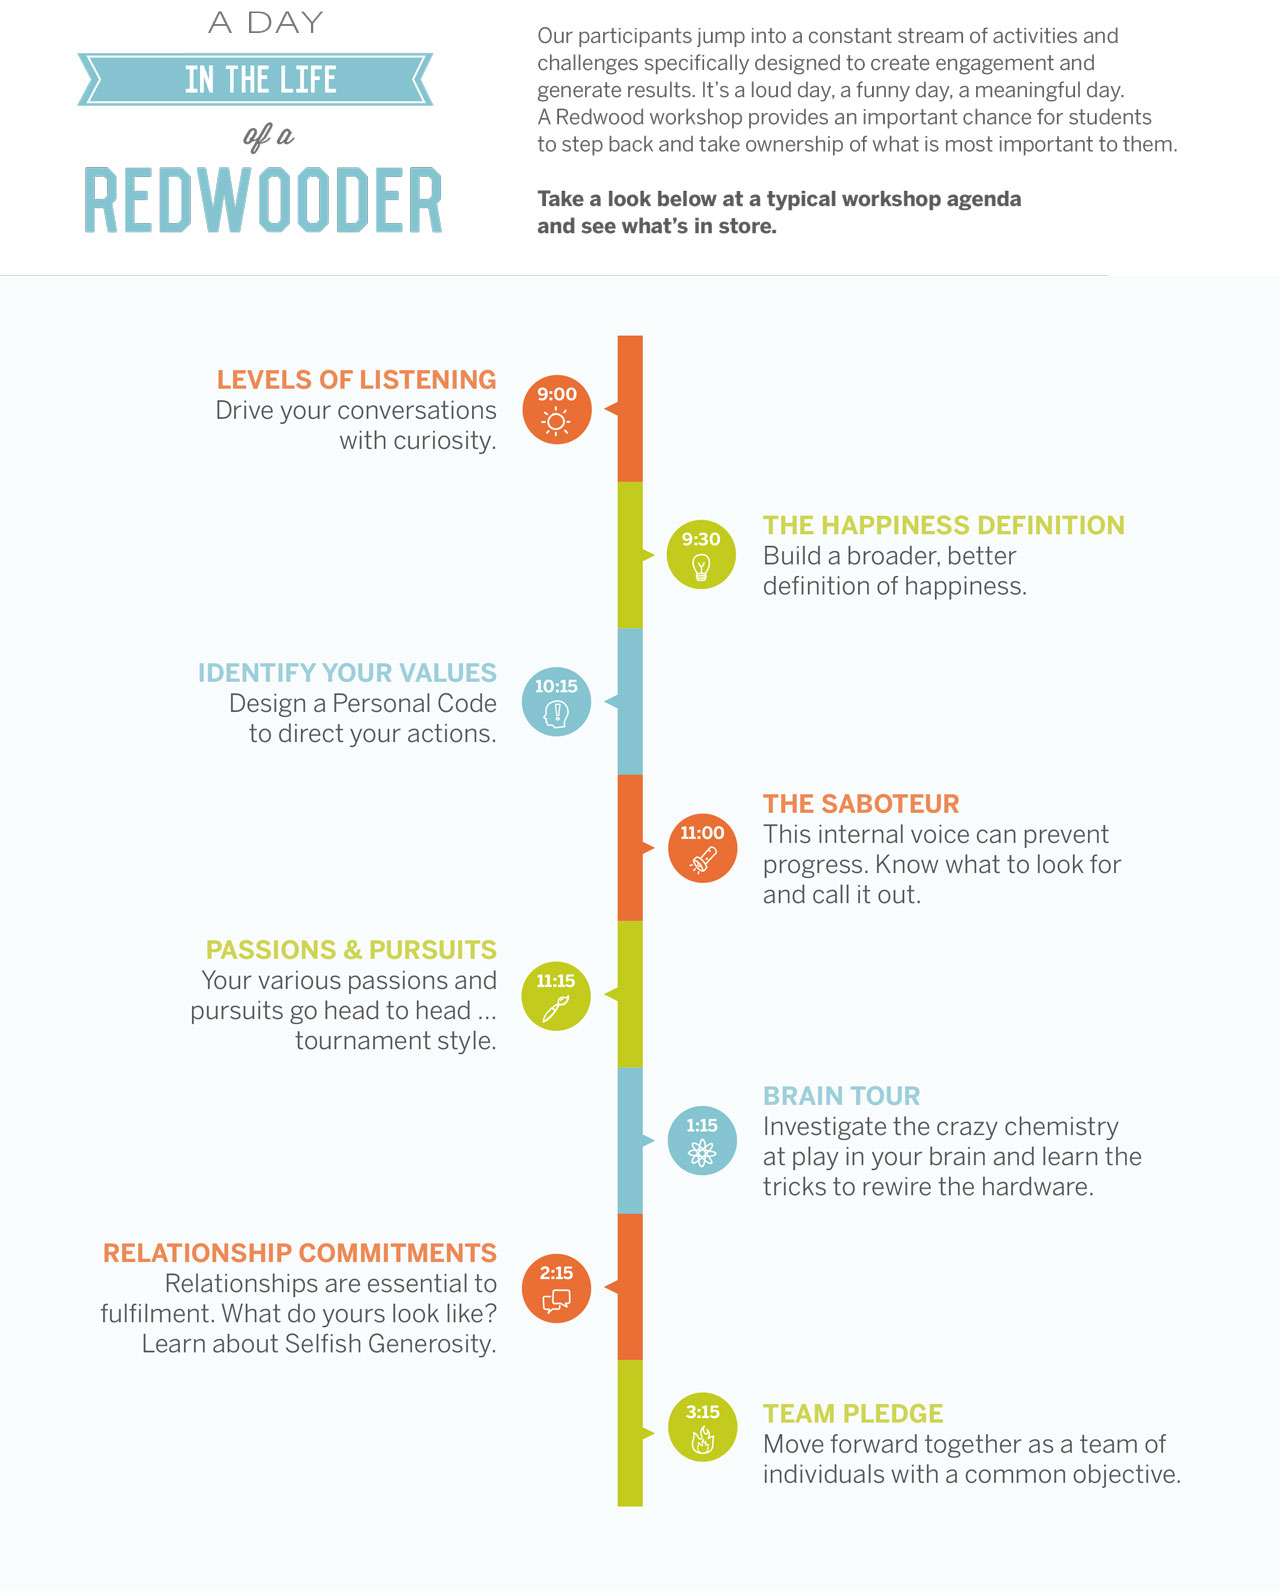 A DAY
IN THE LIFE
of a
REDWOODER
Our participants jump into a constant stream of activities and
challenges specifically designed to create engagement and
generate results. It’s a loud day, a funny day, a meaningful day.
A Redwood workshop provides an important chance for students
to step back and take ownership of what is most important to them.
Take a look below at a typical workshop agenda
and see what’s in store.
LEVELS OF LISTENING
Drive your conversations
with curiosity.
9:00
9:30
THE HAPPINESS DEFINITION
Build a broader, better
definition of happiness.
IDENTIFY YOUR VALUES
Design a Personal Code
to direct your actions.
10:15
11:00
THE SABOTEUR
This internal voice can prevent
progress. Know what to look for
and call it out.
PASSIONS & PURSUITS
Your various passions and
pursuits go head to head ...
tournament style.
11:15
1:15
BRAIN TOUR
Investigate the crazy chemistry
at play in your brain and learn the
tricks to rewire the hardware.
RELATIONSHIP COMMITMENTS
Relationships are essential to
fulfilment. What do yours look like?
Learn about Selfish Generosity.
2:15
3:15
TEAM PLEDGE
Move forward together as a team of
individuals with a common objective.